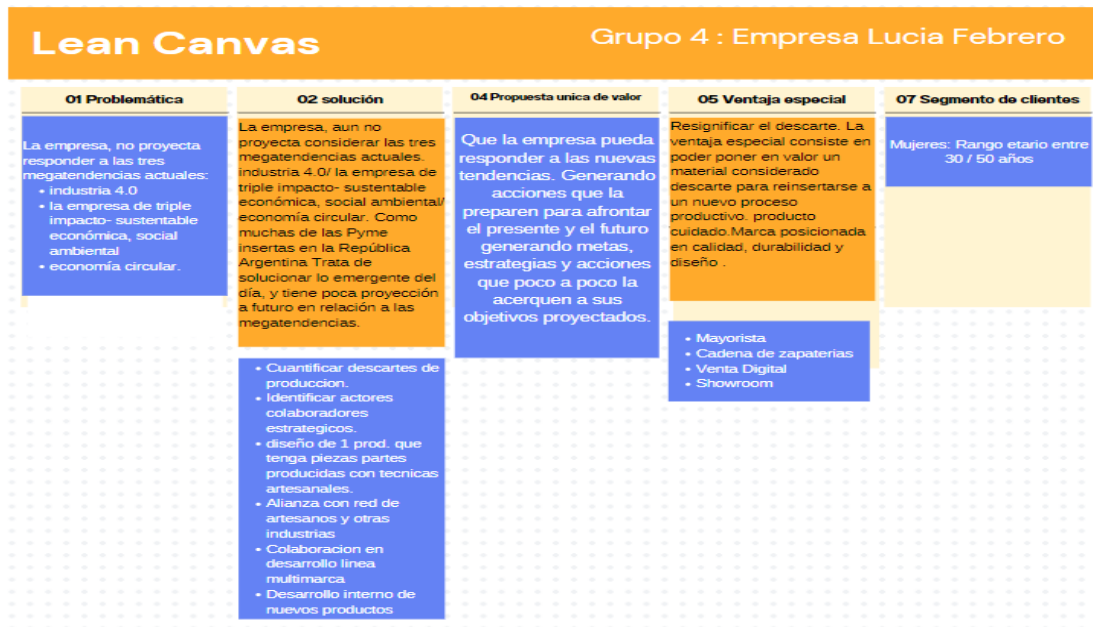 Lean Canvas
Grupo 4 : Empresa Lucia Febrero
01 Problemática
La empresa, no proyecta
responder a las tres
megatendencias actuales:
• industria 4.0
• la empresa de triple
impacto- sustentable
económica, social
ambiental
• economía circular.
02 solución
La empresa, aun no
proyecta considerar las tres
megatendencias actuales.
industria 4.0/ la empresa de
triple impacto- sustentable
económica, social ambiental/
economía circular. Como
muchas de las Pyme
insertas en la República
Argentina Trata de
solucionar lo emergente del
día, y tiene poca proyección
a futuro en relación a las
megatendencias.
• Cuantificar descartes de
produccion.
• Identificar actores
colaboradores
estrategicos.
• diseño de 1 prod. que
tenga piezas partes
producidas con tecnicas
artesanales.
• Alianza con red de
artesanos y otras
industrias
• Colaboracion en
desarrollo linea
multimarca
• Desarrollo interno de
nuevos productos
04 Propuesta unica de valor
Que la empresa pueda
responder a las nuevas
tendencias. Generando
acciones que la
preparen para afrontar
el presente y el futuro
generando metas,
estrategias y acciones
que poco a poco la
acerquen a sus
objetivos proyectados.
05 Ventaja especial
Resignificar el descarte. La
ventaja especial consiste en
poder poner en valor un
material considerado
descarte para reinsertarse a
un nuevo proceso
productivo. producto
cuidado.Marca posicionada
en calidad, durabilidad y
diseño .
• Mayorista
• Cadena de zapaterias
• Venta Digital
• Showroom
07 Segmento de clientes
Mujeres: Rango etario entre
30 / 50 años